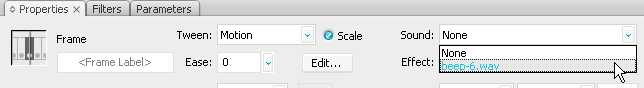 Properties Filters Parameters
Frame Tween: Motion Scale Sound: None
None
<Frame Label> Ease: 0 Edit... Effect: beep-6.wav